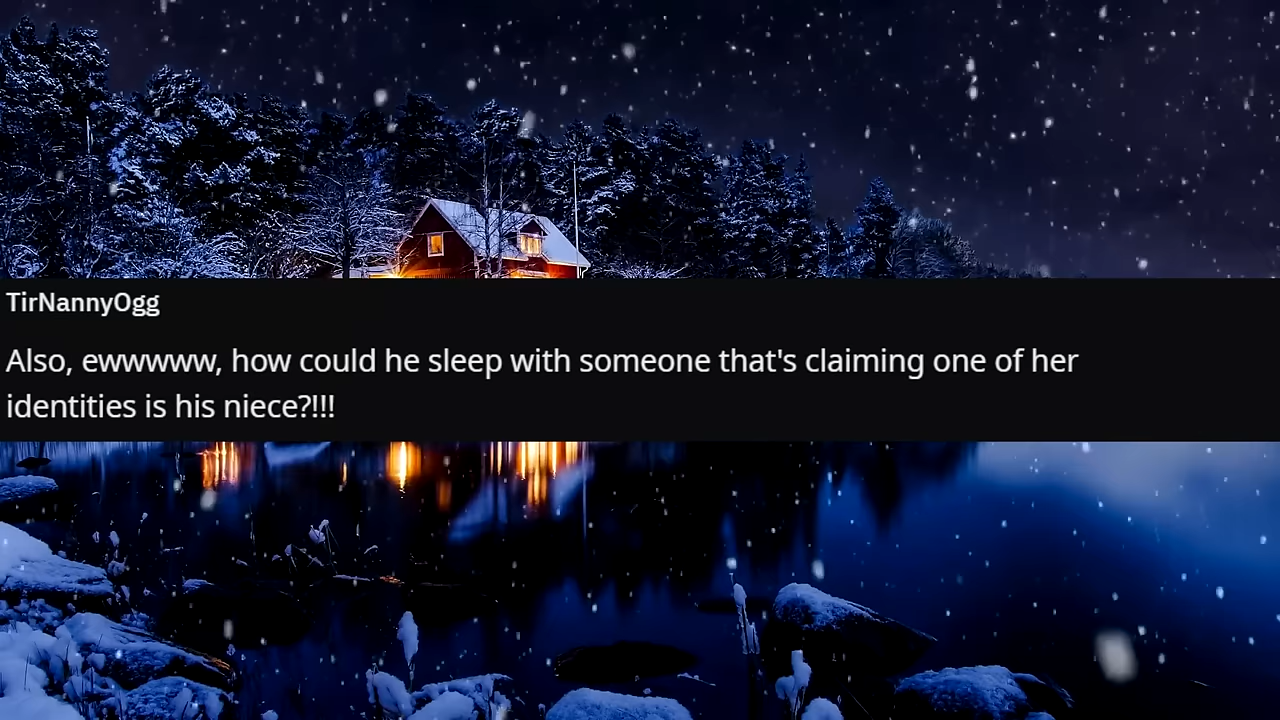 TirNannyOgg
Also, ewwwww, how could he sleep with someone that's claiming one of her
identities is his niece?!!!